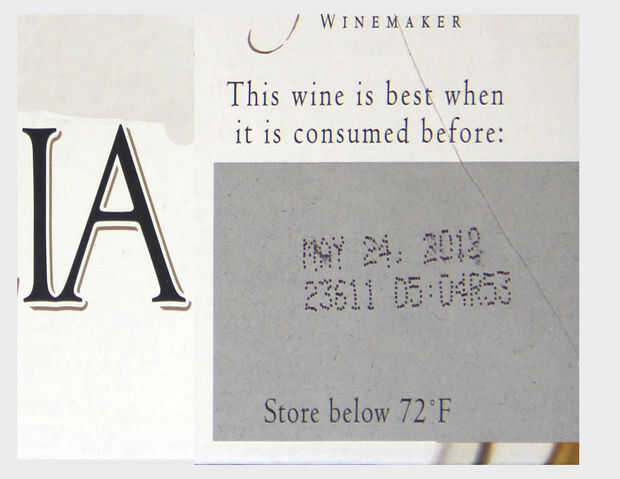 WINEMAKER
This wine is best when
it is consumed before:
IA
MAY 24, 2012
23611 05:04R53
Store below 72°F